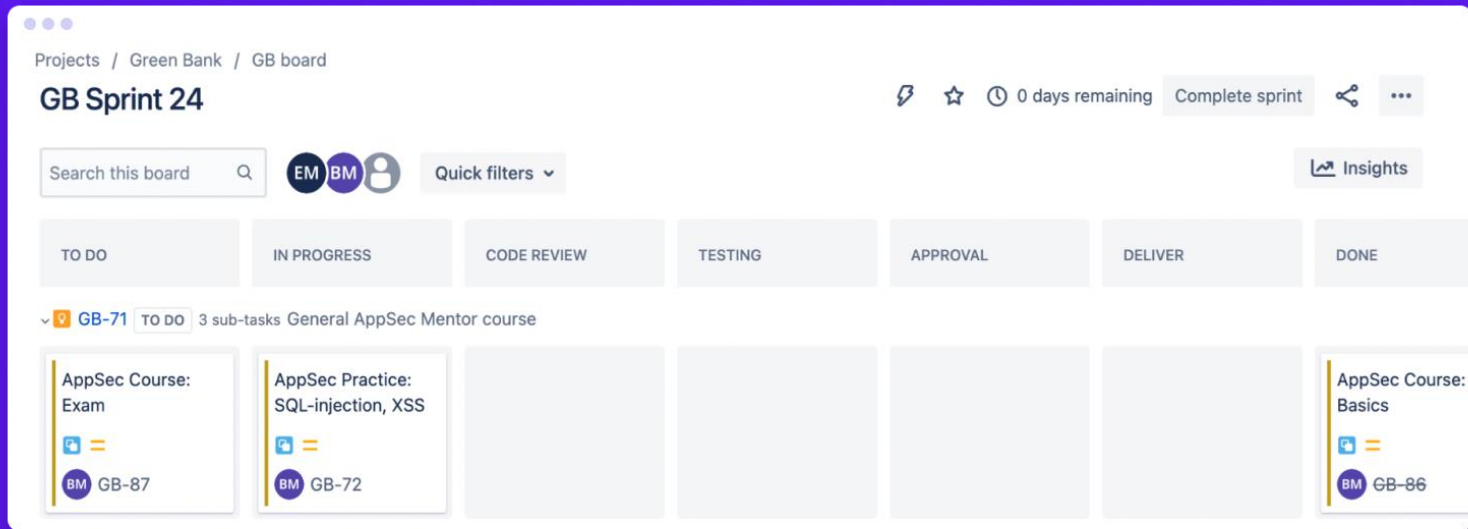 Projects / Green Bank / GB board
GB Sprint 24
0 days remaining
Complete sprint
Search this board
EM
BM
Quick filters
Insights
TO DO
IN PROGRESS
CODE REVIEW
TESTING
APPROVAL
DELIVER
DONE
GB-71 TO DO 3 sub-tasks General AppSec Mentor course
AppSec Course:
Exam
BM GB-87
AppSec Practice:
SQL-injection, XSS
BM GB-72
AppSec Course:
Basics
BM GB-86